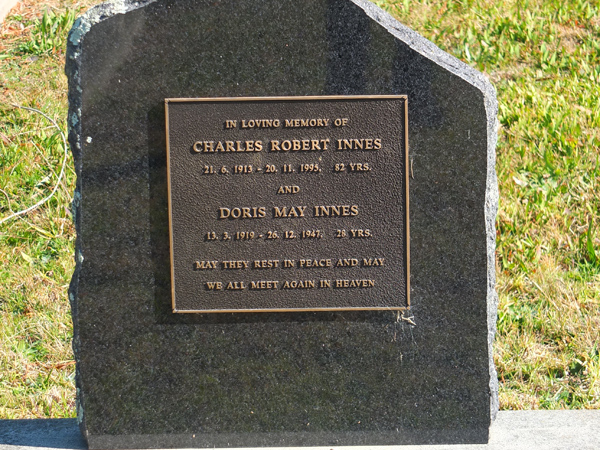 IN LOVING MEMORY OF
CHARLES ROBERT INNES
21. 6. 1913 - 20. 11. 1995. 82 YRS.
AND
DORIS MAY INNES
13. 3. 1919 - 26. 12. 1947. 28 YRS.
MAY THEY REST IN PEACE AND MAY
WE ALL MEET AGAIN IN HEAVEN